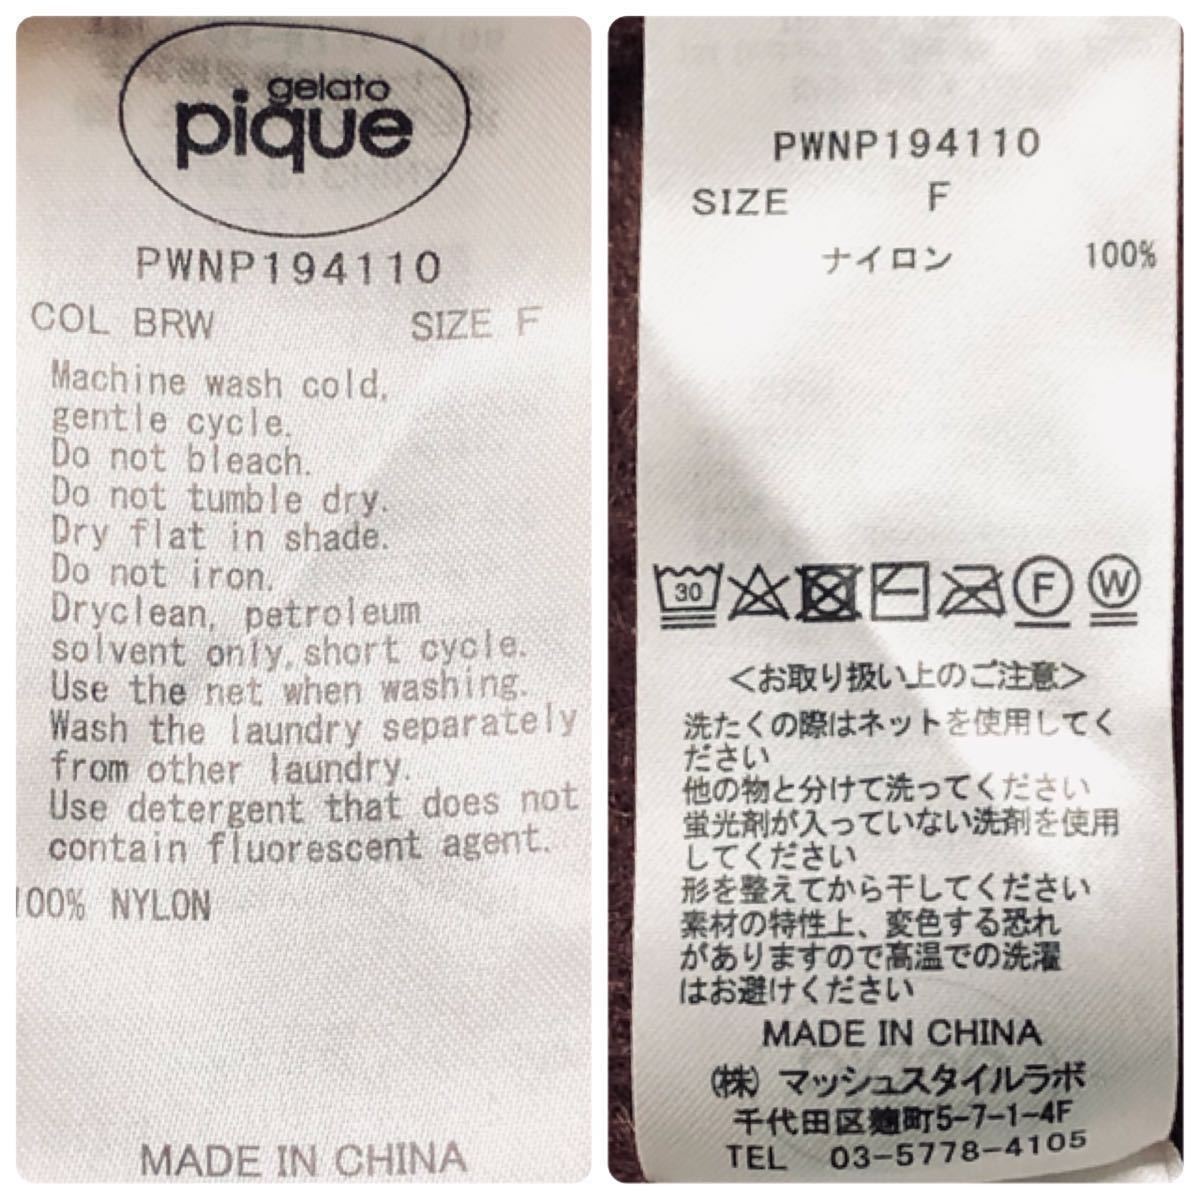 gelato
pique
PWNP194110
COL BRW SIZE F
Machine wash cold,
gentle cycle.
Do not bleach.
Do not tumble dry.
Dry flat in shade.
Do not iron.
Dryclean, petroleum
solvent only, short cycle.
Use the net when washing.
Wash the laundry separately
from other laundry.
Use detergent that does not
contain fluorescent agent.
100% NYLON
MADE IN CHINA
PWNP194110
SIZE F
ナイロン 100%
30 F W
<お取り扱い上のご注意>
洗たくの際はネットを使用してく
ださい
他の物と分けて洗ってください
蛍光剤が入っていない洗剤を使用
してください
形を整えてから干してください
素材の特性上、変色する恐れ
がありますので高温での洗濯
はお避けください
MADE IN CHINA
(株) マッシュスタイルラボ
千代田区麹町5-7-1-4F
TEL 03-5778-4105